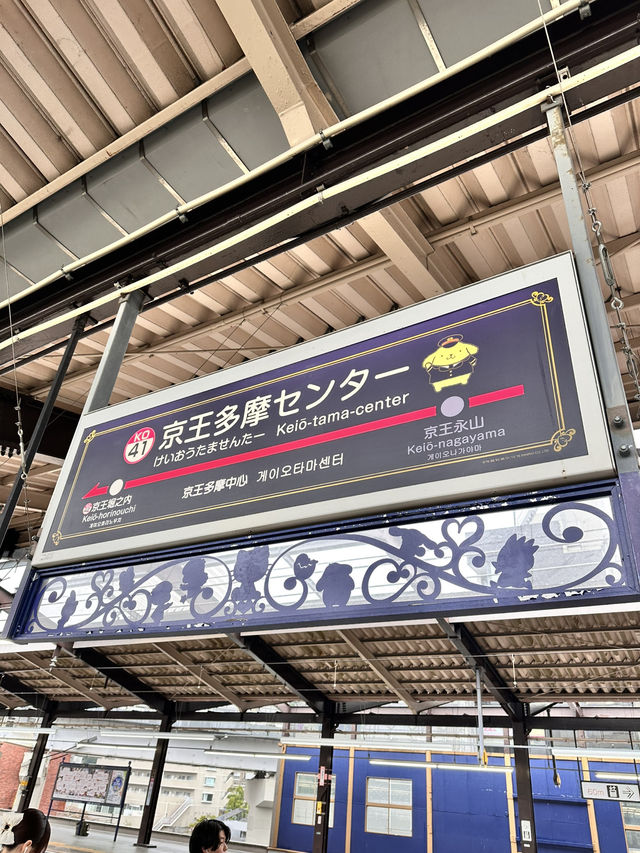 KO
41
京王多摩センター
けいおうたませんたー Keiō-tama-center
京王多摩中心 게이오타마센터
京王堀之内
Keiō-horinouchi
京王永山
Keiō-nagayama
게이오나가야마
60m